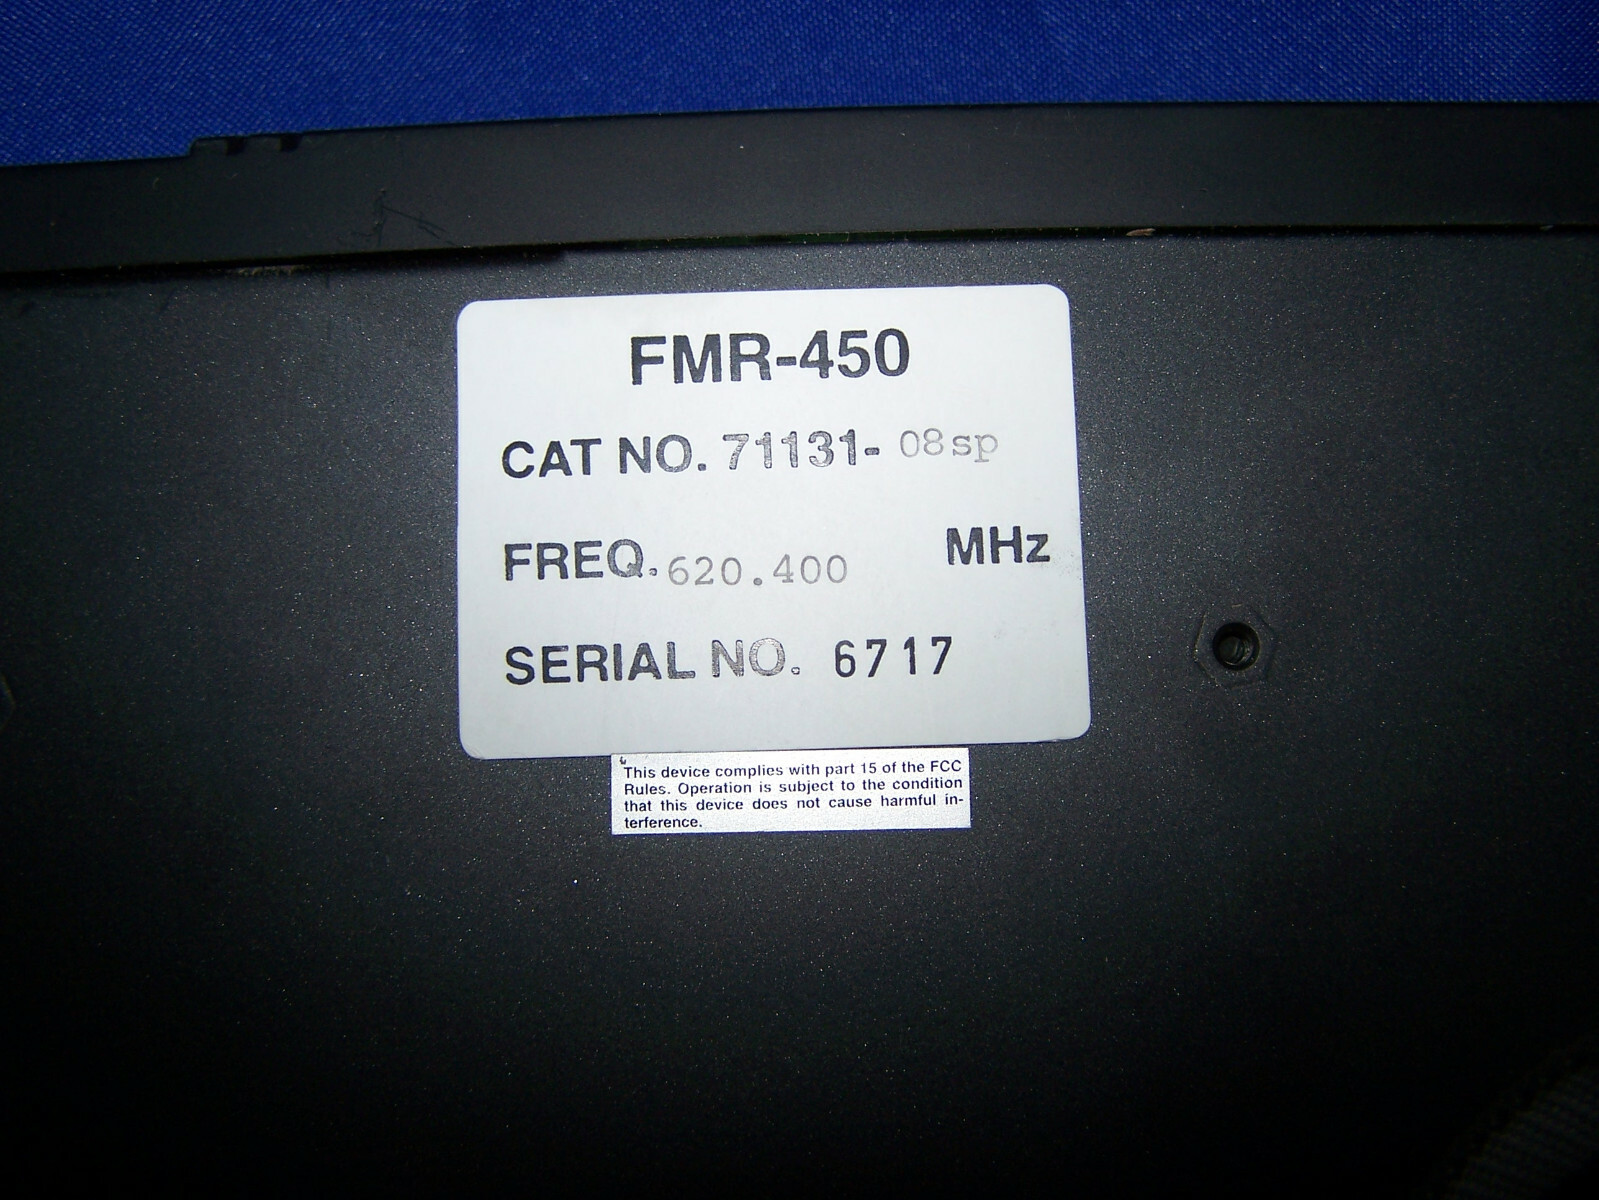 FMR-450
CAT NO. 71131- 08sp
FREQ. 620.400 MHz
SERIAL NO. 6717
This device complies with part 15 of the FCC
Rules. Operation is subject to the condition
that this device does not cause harmful in-
terference.